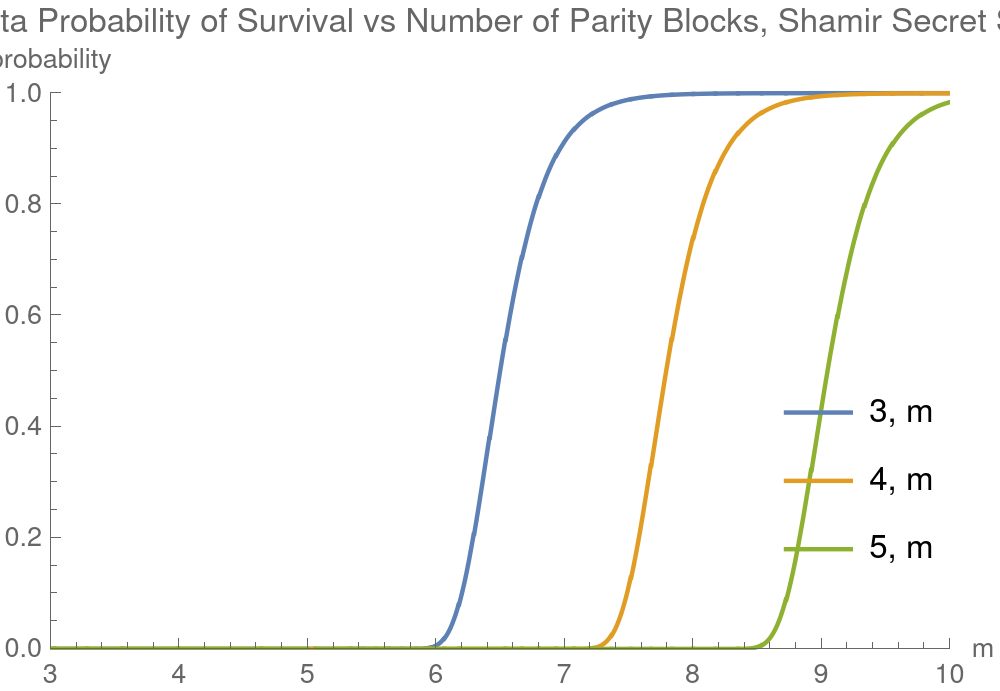 ta Probability of Survival vs Number of Parity Blocks, Shamir Secret
probability
1.0
0.8
0.6
0.4
0.2
0.0
3, m
4, m
5, m
3 4 5 6 7 8 9 10 m